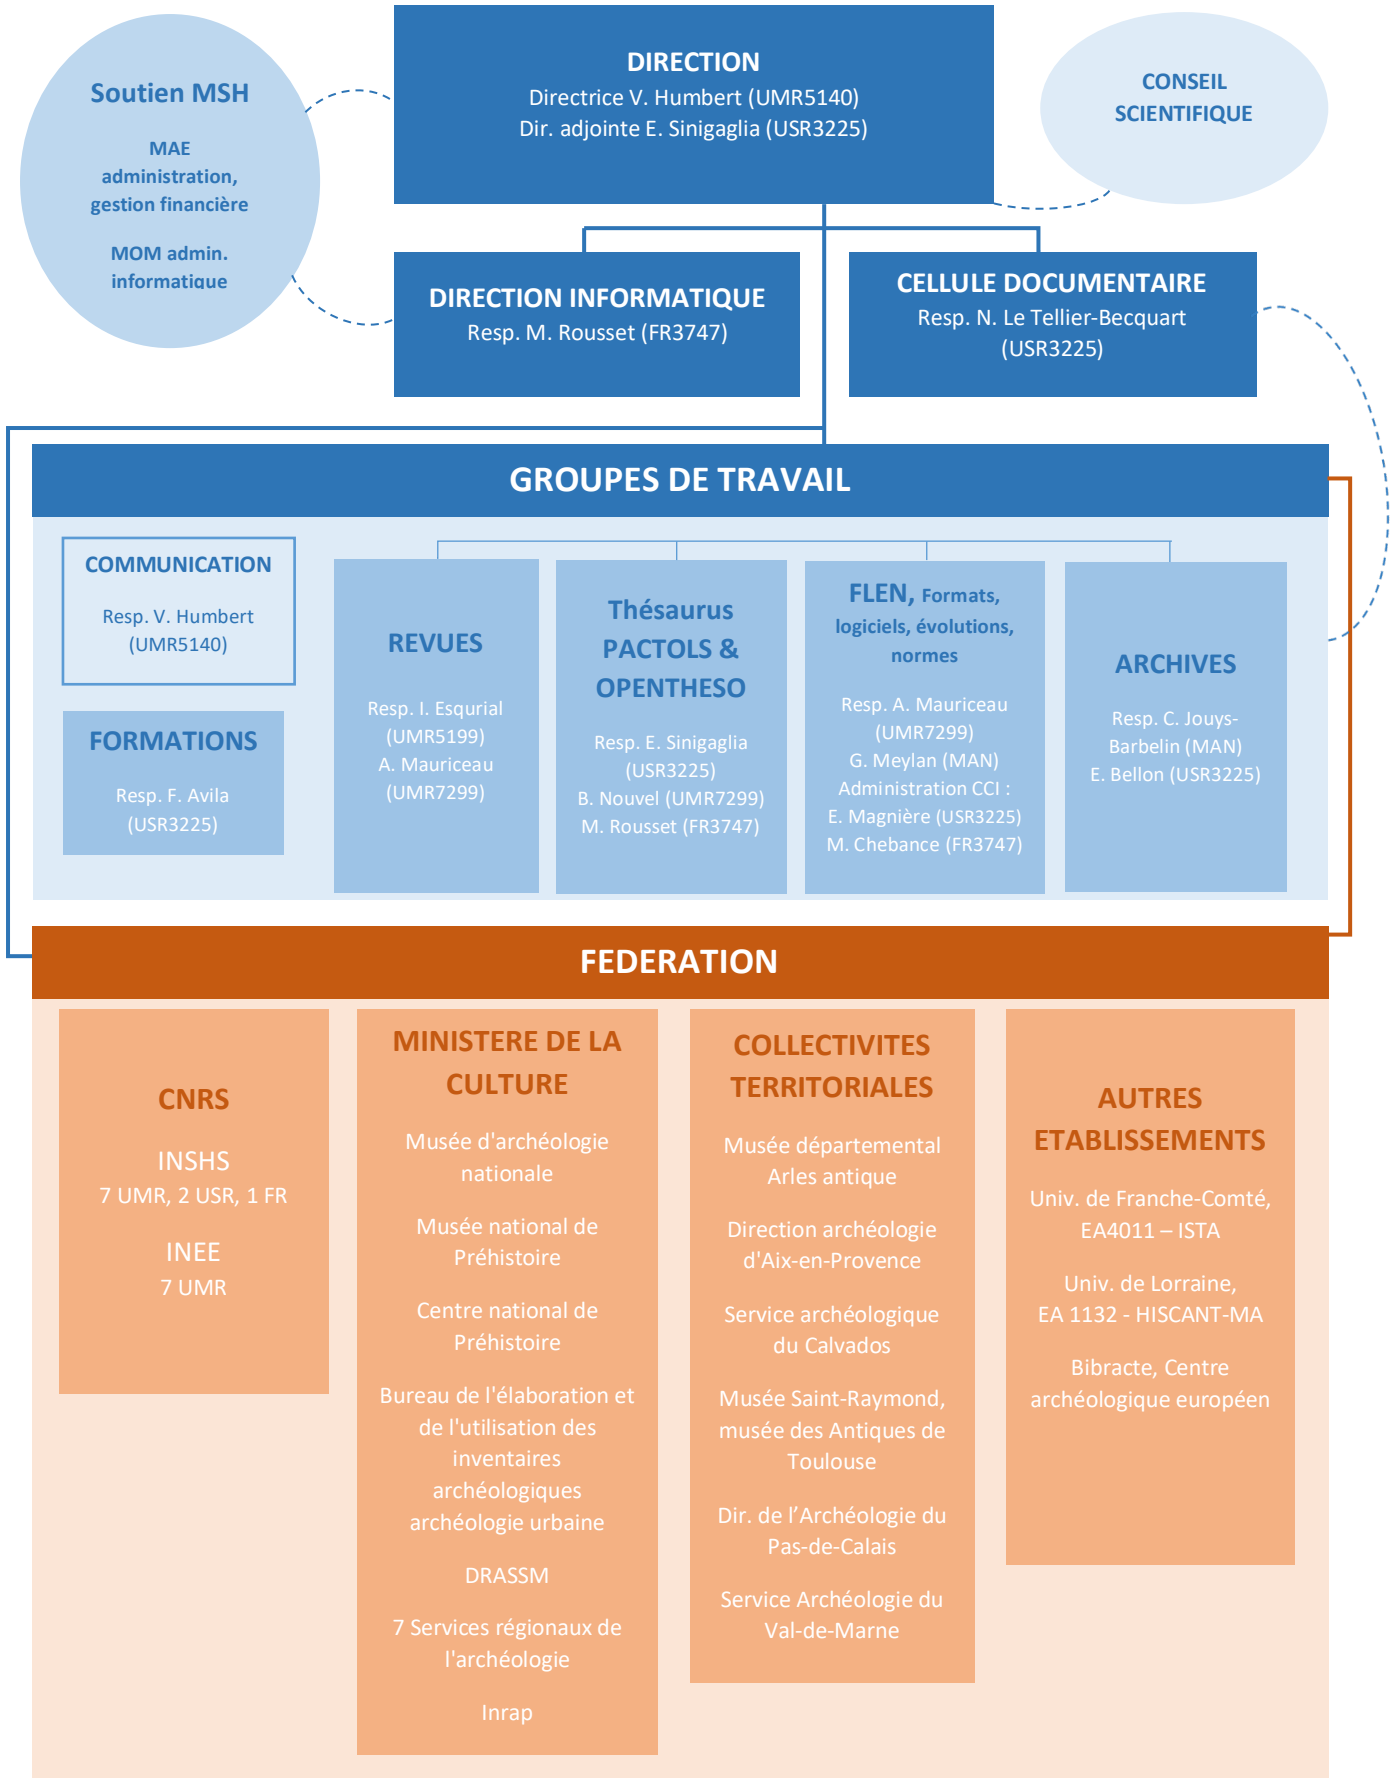 Soutien MSH
MAE
administration,
gestion financière
MOM admin.
informatique
DIRECTION
Directrice V. Humbert (UMR5140)
Dir. adjointe E. Sinigaglia (USR3225)
CONSEIL
SCIENTIFIQUE
DIRECTION INFORMATIQUE
Resp. M. Rousset (FR3747)
CELLULE DOCUMENTAIRE
Resp. N. Le Tellier-Becquart
(USR3225)
GROUPES DE TRAVAIL
COMMUNICATION
Resp. V. Humbert
(UMR5140)
FORMATIONS
Resp. F. Avila
(USR3225)
REVUES
Resp. I. Esqurial
(UMR5199)
A. Mauriceau
(UMR7299)
Thésaurus
PACTOLS &
OPENTHESO
Resp. E. Sinigaglia
(USR3225)
B. Nouvel (UMR7299)
M. Rousset (FR3747)
FLEN, Formats,
logiciels, évolutions,
normes
Resp. A. Mauriceau
(UMR7299)
G. Meylan (MAN)
Administration CCI :
E. Magnière (USR3225)
M. Chebance (FR3747)
ARCHIVES
Resp. C. Jouys-
Barbelin (MAN)
E. Bellon (USR3225)
FEDERATION
CNRS
INSHS
7 UMR, 2 USR, 1 FR
INEE
7 UMR
MINISTERE DE LA
CULTURE
Musée d'archéologie
nationale
Musée national de
Préhistoire
Centre national de
Préhistoire
Bureau de l'élaboration et
de l'utilisation des
inventaires
archéologiques
archéologie urbaine
DRASSM
7 Services régionaux de
l'archéologie
Inrap
COLLECTIVITES
TERRITORIALES
Musée départemental
Arles antique
Direction archéologie
d'Aix-en-Provence
Service archéologique
du Calvados
Musée Saint-Raymond,
musée des Antiques de
Toulouse
Dir. de l’Archéologie du
Pas-de-Calais
Service Archéologie du
Val-de-Marne
AUTRES
ETABLISSEMENTS
Univ. de Franche-Comté,
EA4011 – ISTA
Univ. de Lorraine,
EA 1132 - HISCANT-MA
Bibracte, Centre
archéologique européen